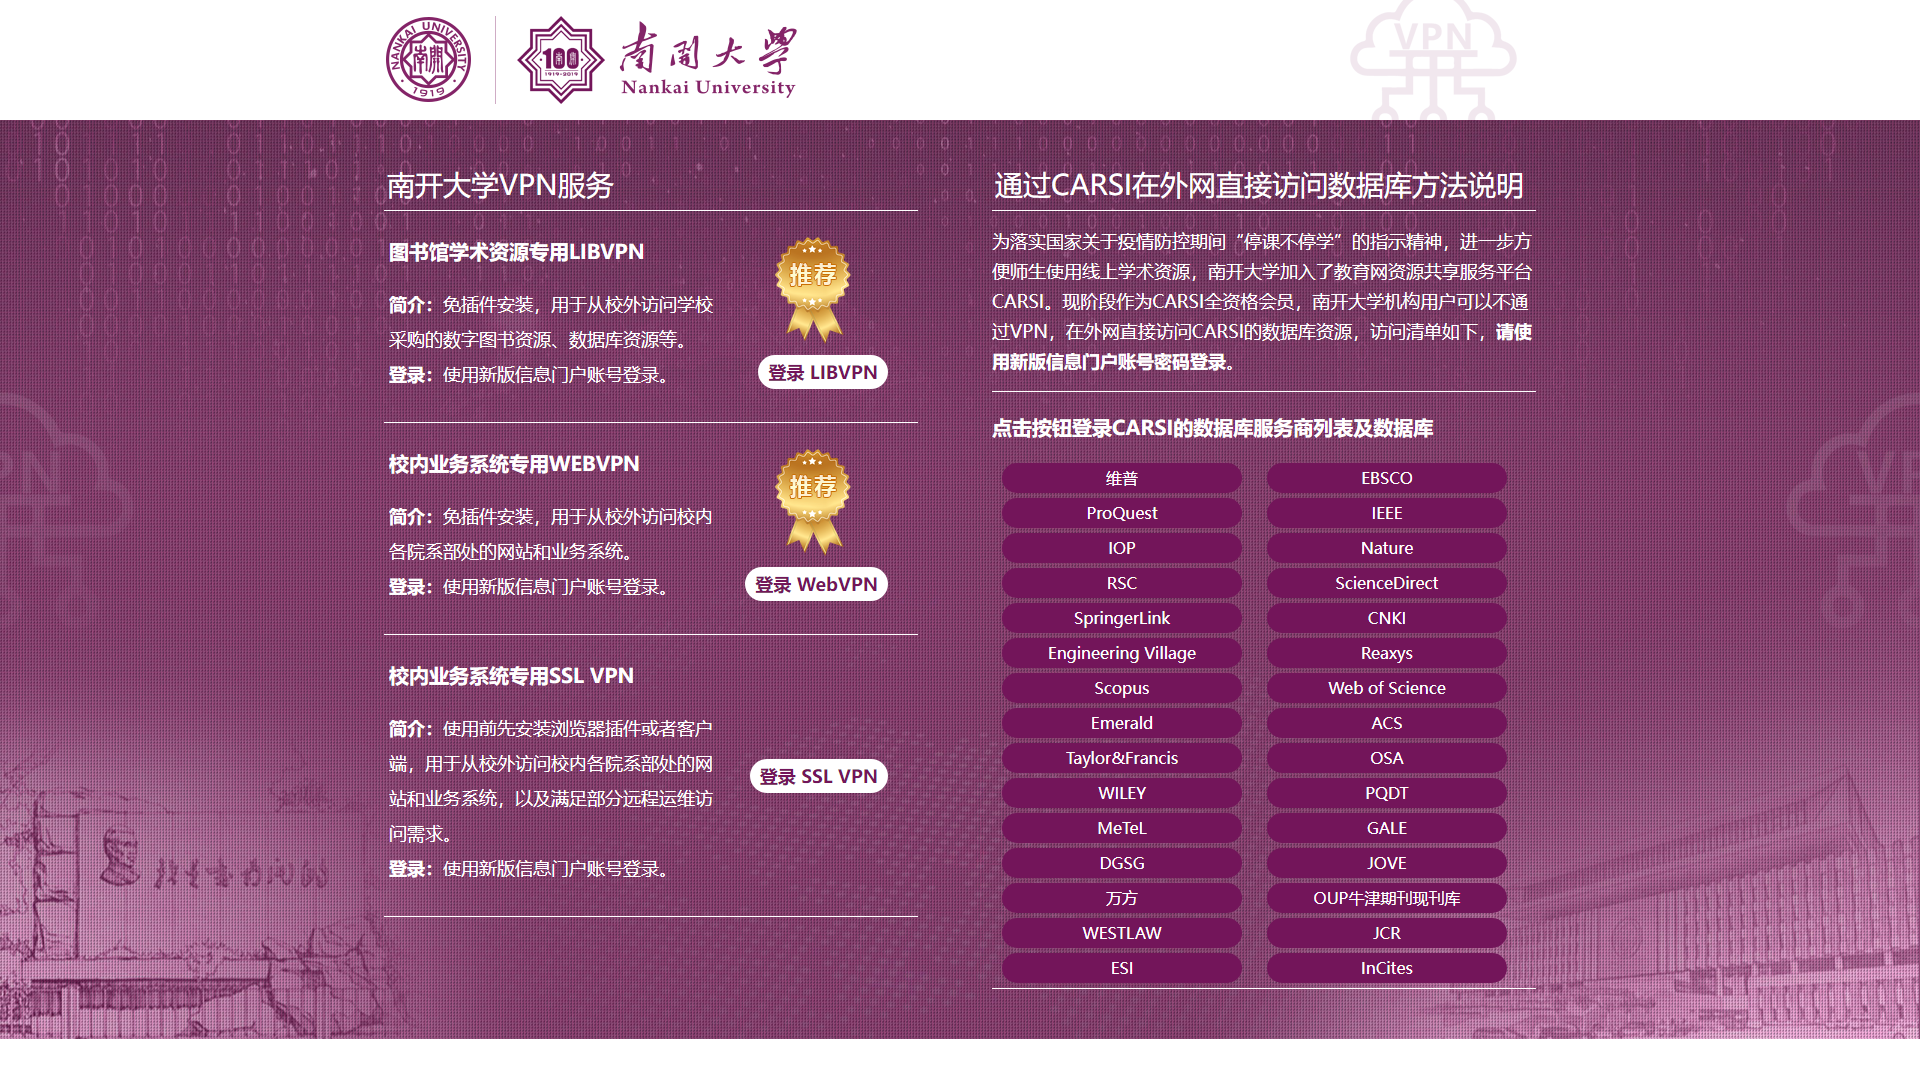 NANKAI UNIVERSITY
南開
1919
100
1919-2019
南開大學
Nankai University
VPN
南开大学VPN服务
图书馆学术资源专用LIBVPN
简介：免插件安装，用于从校外访问学校
采购的数字图书资源、数据库资源等。
登录：使用新版信息门户账号登录。
推荐
登录 LIBVPN
校内业务系统专用WEBVPN
简介：免插件安装，用于从校外访问校内
各院系部处的网站和业务系统。
登录：使用新版信息门户账号登录。
推荐
登录 WebVPN
校内业务系统专用SSL VPN
简介：使用前先安装浏览器插件或者客户
端，用于从校外访问校内各院系部处的网
站和业务系统，以及满足部分远程运维访
问需求。
登录：使用新版信息门户账号登录。
登录 SSL VPN
通过CARSI在外网直接访问数据库方法说明
为落实国家关于疫情防控期间“停课不停学”的指示精神，进一步方
便师生使用线上学术资源，南开大学加入了教育网资源共享服务平台
CARSI。现阶段作为CARSI全资格会员，南开大学机构用户可以不通
过VPN，在外网直接访问CARSI的数据库资源，访问清单如下，请使
用新版信息门户账号密码登录。
点击按钮登录CARSI的数据库服务商列表及数据库
维普
EBSCO
ProQuest
IEEE
IOP
Nature
RSC
ScienceDirect
SpringerLink
CNKI
Engineering Village
Reaxys
Scopus
Web of Science
Emerald
ACS
Taylor&Francis
OSA
WILEY
PQDT
MeTeL
GALE
DGSG
JOVE
万方
OUP牛津期刊现刊库
WESTLAW
JCR
ESI
InCites